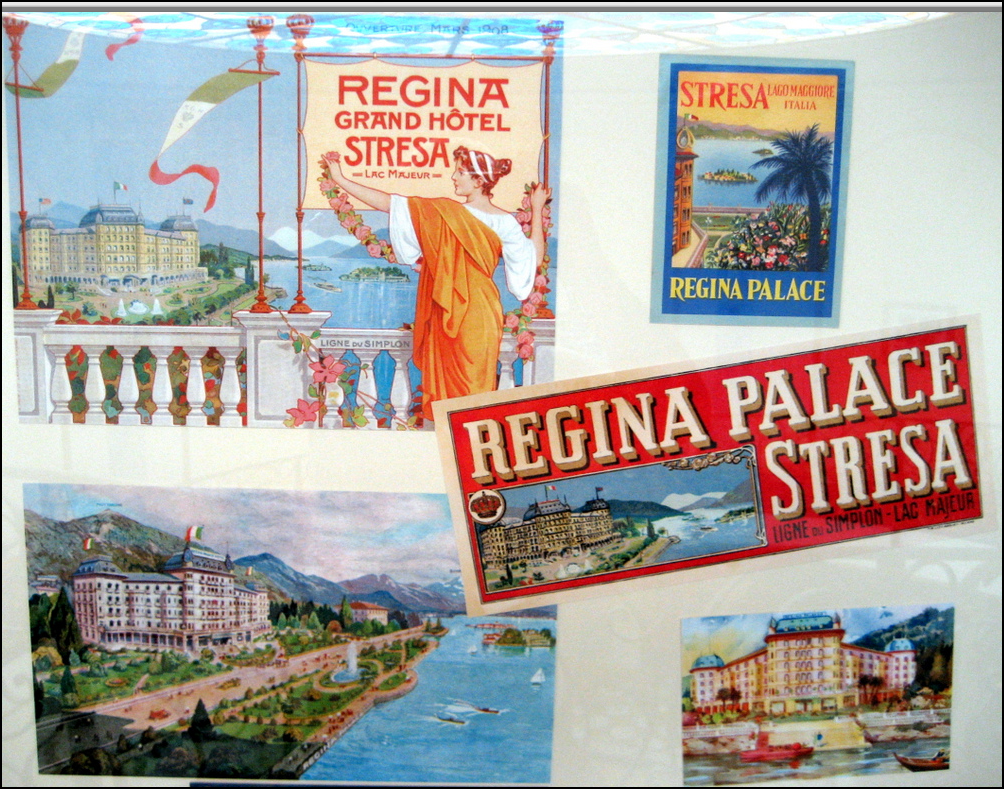 OUVERTURE MARS 1908
REGINA
GRAND HÔTEL
STRESA
LAC MAJEUR
LIGNE DU SIMPLON
STRESA LAGO MAGGIORE
ITALIA
REGINA PALACE
REGINA PALACE
STRESA
LIGNE DU SIMPLON - LAC MAJEUR